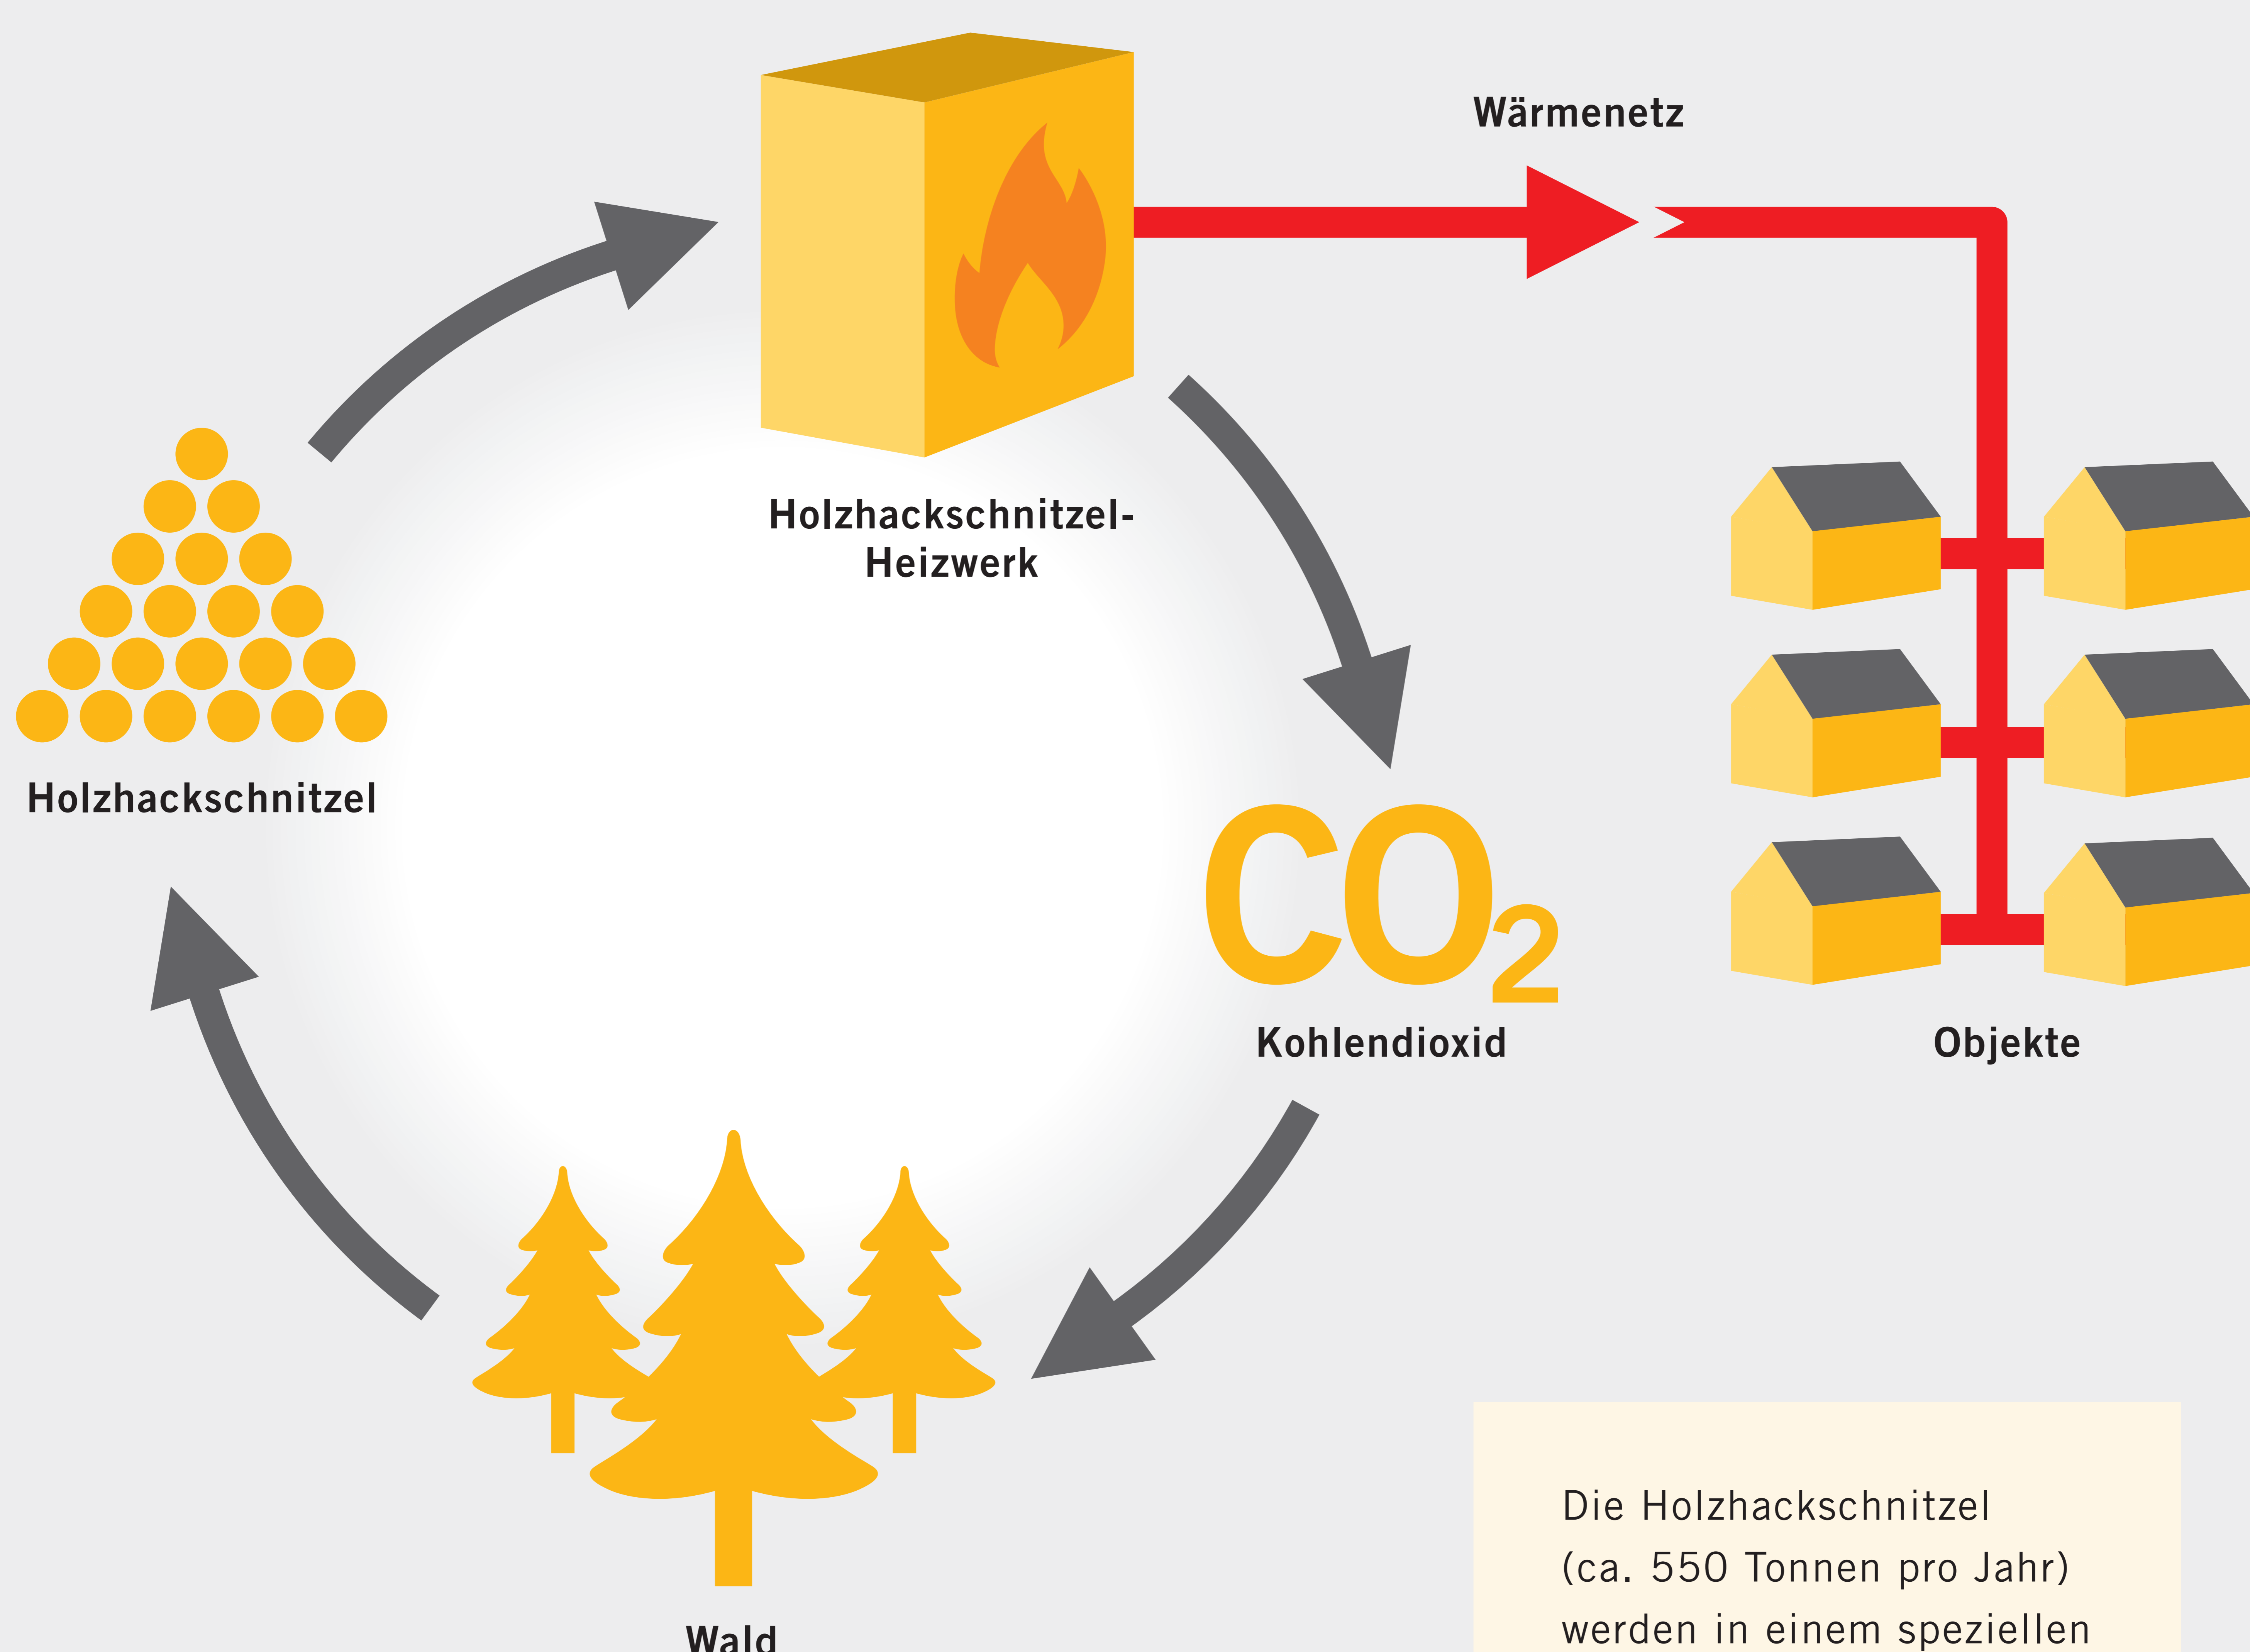 Wärmenetz
Holzhackschnitzel-
Heizwerk
Holzhackschnitzel
CO₂
Kohlendioxid
Objekte
Wald
Die Holzhackschnitzel
(ca. 550 Tonnen pro Jahr)
werden in einem speziellen